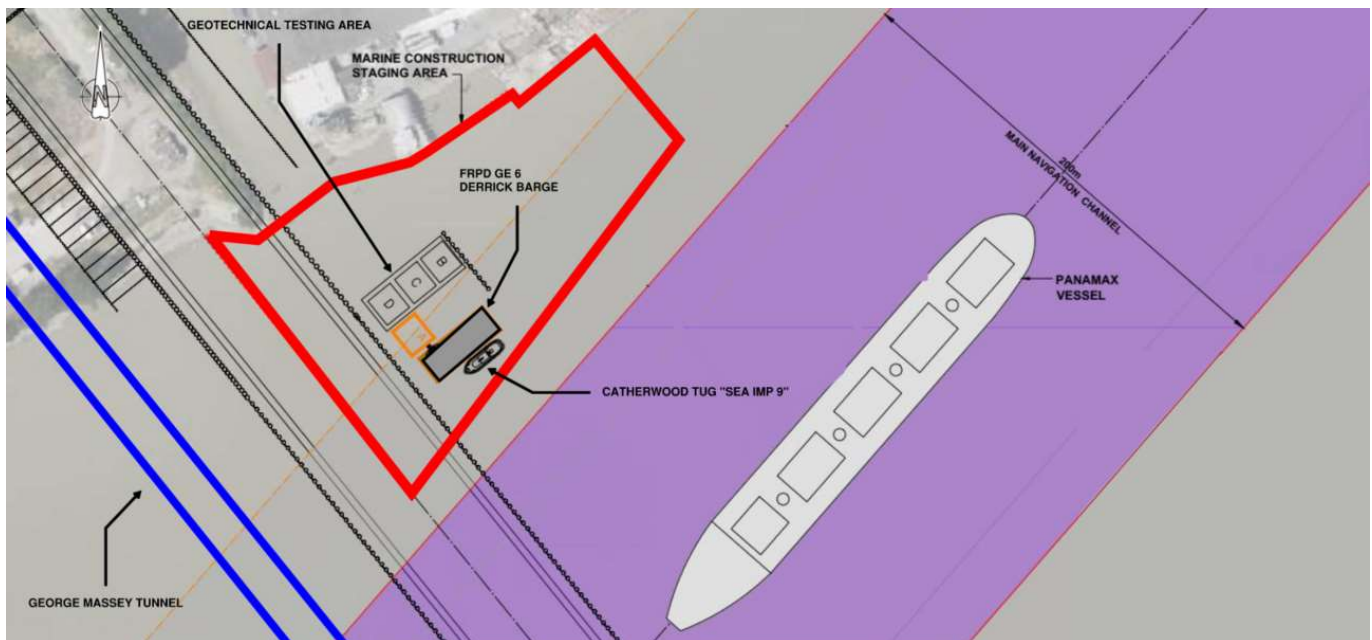 GEOTECHNICAL TESTING AREA
MARINE CONSTRUCTION
STAGING AREA
N
FRPD GE 6
DERRICK BARGE
200m
MAIN NAVIGATION CHANNEL
B
C
D
A
PANAMAX
VESSEL
CATHERWOOD TUG "SEA IMP 9"
GEORGE MASSEY TUNNEL